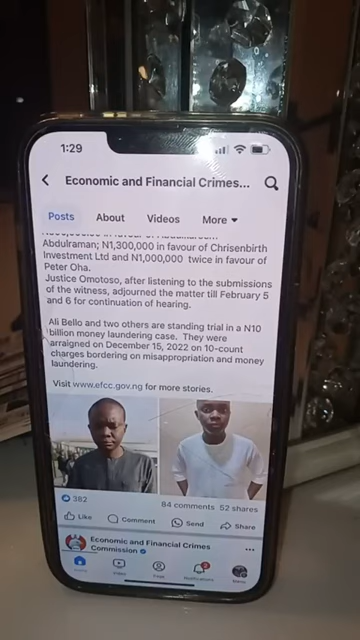 1:29
Economic and Financial Crimes...
Posts About Videos More
Abdulraman; N1,300,000 in favour of Chrisenbirth
Investment Ltd and N1,000,000 twice in favour of
Peter Oha.
Justice Omotoso, after listening to the submissions
of the witness, adjourned the matter till February 5
and 6 for continuation of hearing.
Ali Bello and two others are standing trial in a N10
billion money laundering case. They were
arraigned on December 15, 2022 on 10-count
charges bordering on misappropriation and money
laundering.
Visit www.efcc.gov.ng for more stories.
382 84 comments 52 shares
Like Comment Send Share
Economic and Financial Crimes
Commission
Home Video Notifications Menu